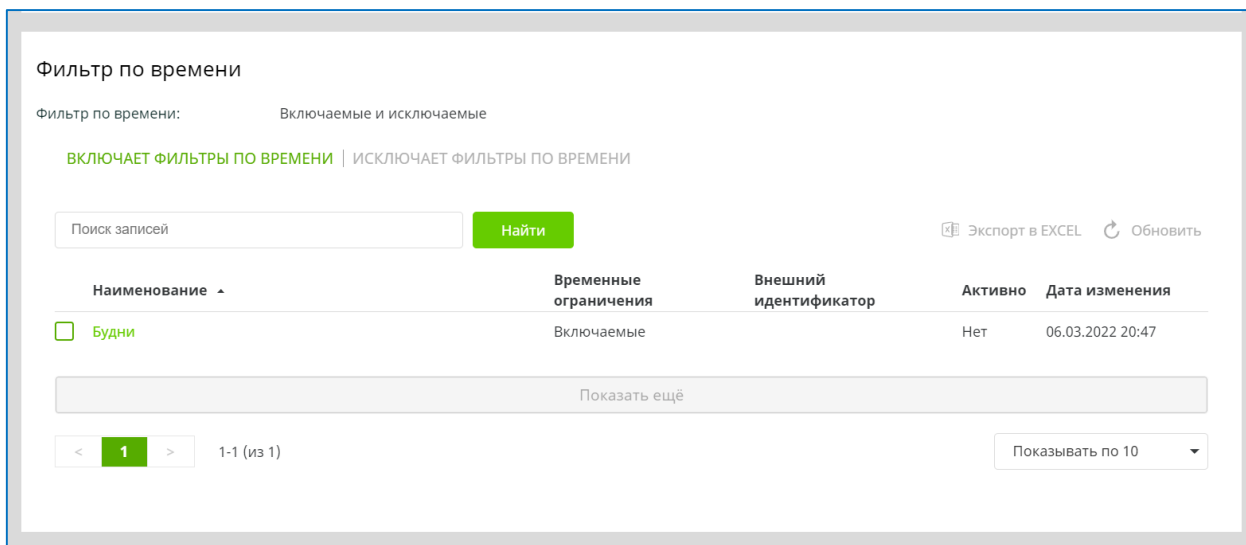 Фильтр по времени
Фильтр по времени: Включаемые и исключаемые
ВКЛЮЧАЕТ ФИЛЬТРЫ ПО ВРЕМЕНИ | ИСКЛЮЧАЕТ ФИЛЬТРЫ ПО ВРЕМЕНИ
Поиск записей Найти Экспорт в EXCEL Обновить
Наименование Временные ограничения Внешний идентификатор Активно Дата изменения
Будни Включаемые Нет 06.03.2022 20:47
Показать ещё
< 1 > 1-1 (из 1) Показывать по 10